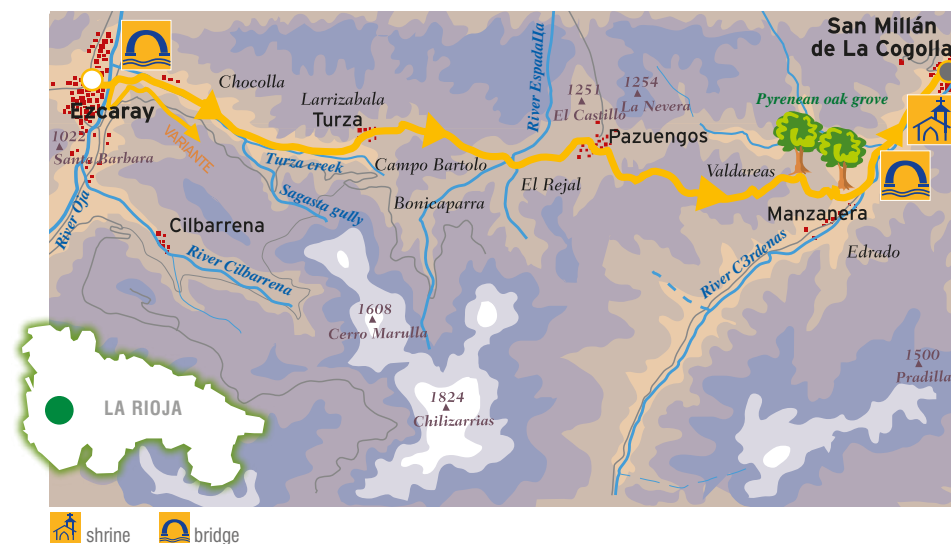 San Millán
de La Cogolla
Chocolla
River Espadaİİa
1251
El Castillo
1254
La Nevera
Larrizabala
Turza
Pyrenean oak grove
Ezcaray
VARIANTE
1022
Santa Barbara
Pazuengos
Turza creek
Campo Bartolo
Valdareas
El Rejal
Sagasta gully
Bonicaparra
River Oja
Cilbarrena
Manzanera
River C3rdenas
Edrado
River Cilbarrena
1608
Cerro Marulla
1500
Pradilla
1824
Chilizarrias
LA RIOJA
shrine
bridge